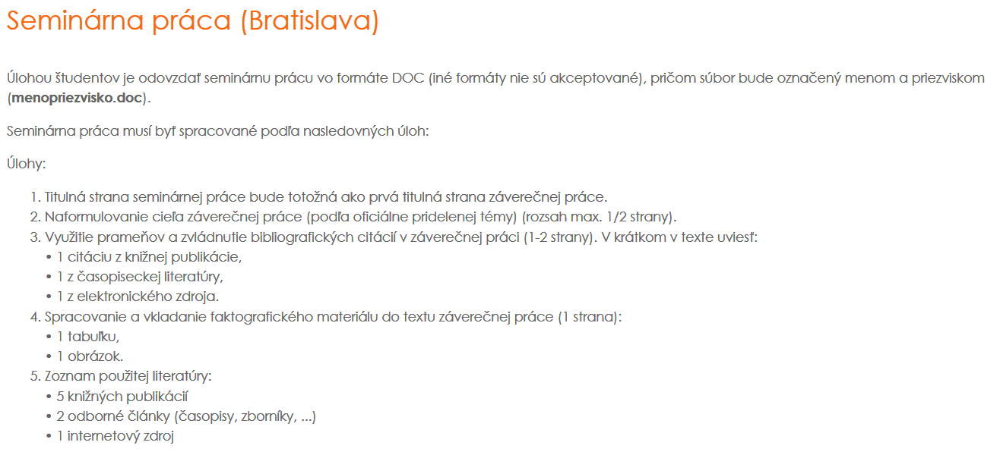 Seminárna práca (Bratislava)
Úlohou študentov je odovzdať seminárnu prácu vo formáte DOC (iné formáty nie sú akceptované), pričom súbor bude označený menom a priezviskom
(menopriezvisko.doc).
Seminárna práca musí byť spracované podľa nasledovných úloh:
Úlohy:
1. Titulná strana seminárnej práce bude totožná ako prvá titulná strana záverečnej práce.
2. Naformulovanie cieľa záverečnej práce (podľa oficiálne pridelenej témy) (rozsah max. 1/2 strany).
3. Využitie prameňov a zvládnutie bibliografických citácií v záverečnej práci (1-2 strany). V krátkom v texte uviesť:
• 1 citáciu z knižnej publikácie,
• 1 z časopiseckej literatúry,
• 1 z elektronického zdroja.
4. Spracovanie a vkladanie faktografického materiálu do textu záverečnej práce (1 strana):
• 1 tabuľku,
• 1 obrázok.
5. Zoznam použitej literatúry:
• 5 knižných publikácií
• 2 odborné články (časopisy, zborníky, ...)
• 1 internetový zdroj